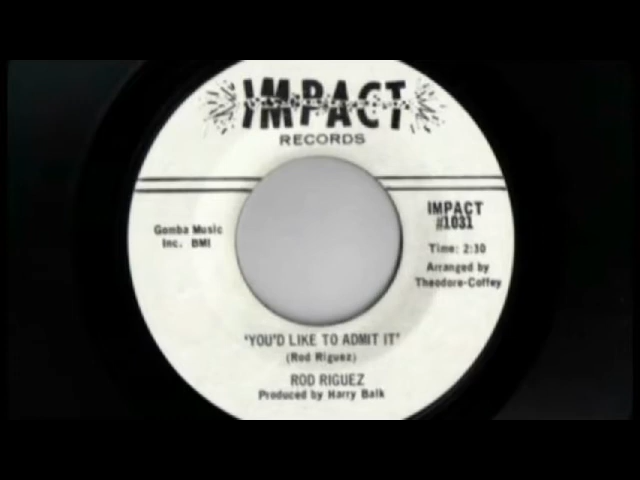 IMPACT
RECORDS
Gomba Music
Inc. BMI
IMPACT
#1031
Time: 2:30
Arranged by
Theodore-Coffey
'YOU'D LIKE TO ADMIT IT'
(Rod Riguez)
ROD RIGUEZ
Produced by Harry Balk